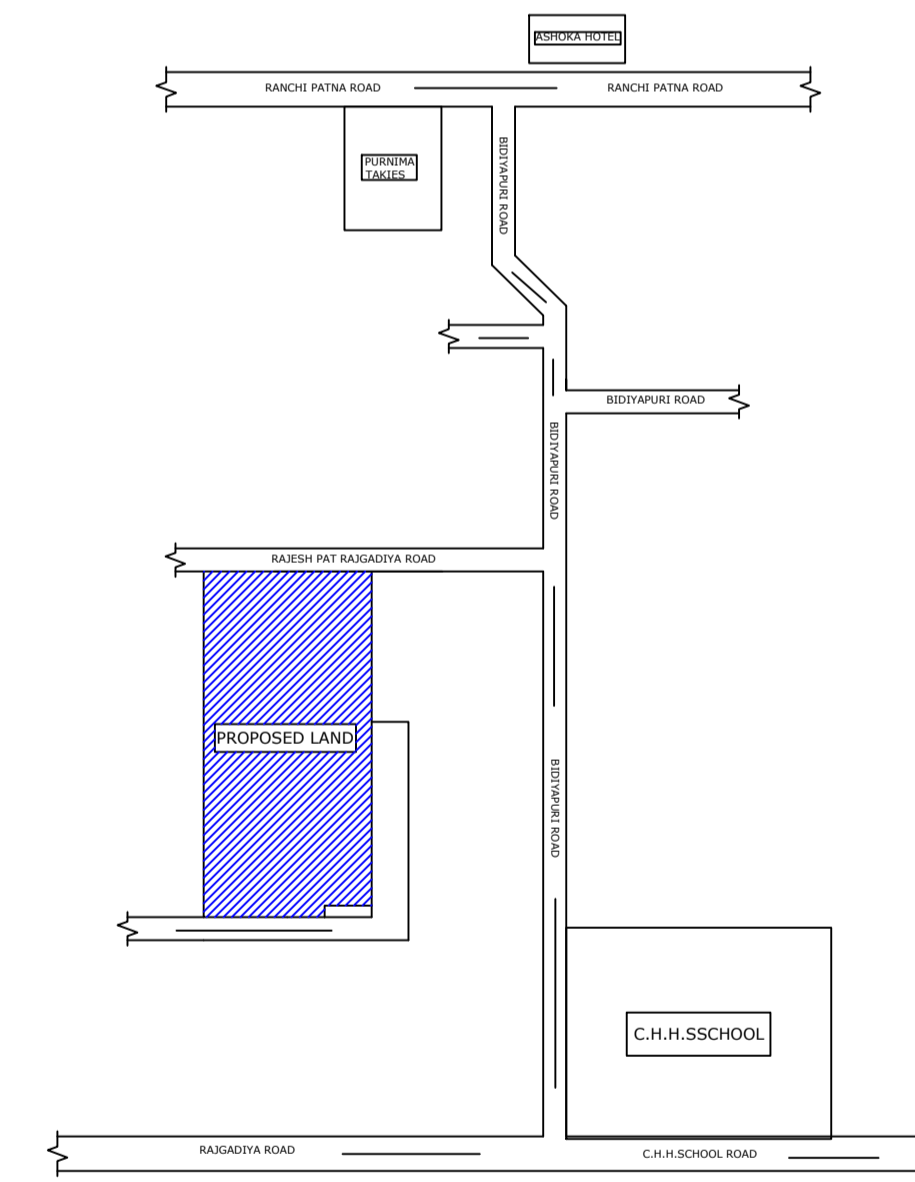 ASHOKA HOTEL
RANCHI PATNA ROAD
RANCHI PATNA ROAD
PURNIMA
TAKIES
BIDIYAPURI ROAD
BIDIYAPURI ROAD
BIDIYAPURI ROAD
RAJESH PAT RAJGADIYA ROAD
PROPOSED LAND
BIDIYAPURI ROAD
C.H.H.SSCHOOL
RAJGADIYA ROAD
C.H.H.SCHOOL ROAD